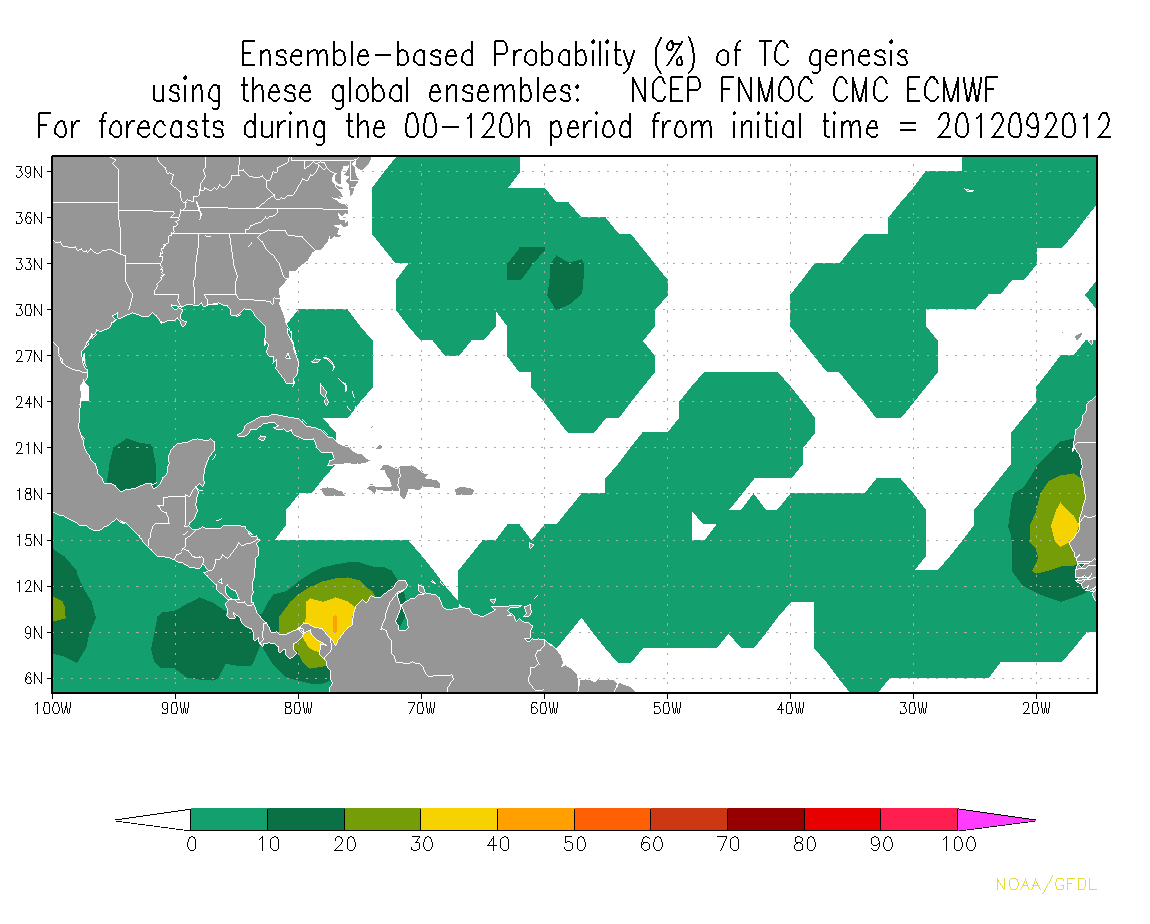 Ensemble-based Probability (%) of TC genesis
using these global ensembles:   NCEP FNMOC CMC ECMWF
For forecasts during the 00-120h period from initial time = 2012092012
39N
36N
33N
30N
27N
24N
21N
18N
15N
12N
9N
6N
100W 90W 80W 70W 60W 50W 40W 30W 20W
0 10 20 30 40 50 60 70 80 90 100
NOAA/GFDL